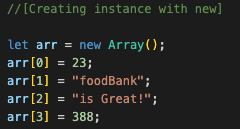 //[Creating instance with new]
let arr = new Array();
arr[0] = 23;
arr[1] = "foodBank";
arr[2] = "is Great!";
arr[3] = 388;